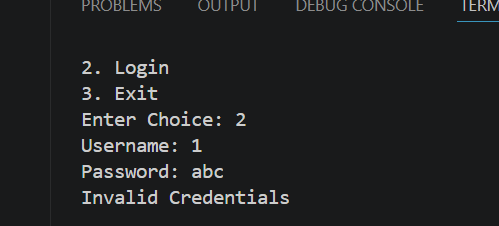 PROBLEMS OUTPUT DEBUG CONSOLE
2. Login
3. Exit
Enter Choice: 2
Username: 1
Password: abc
Invalid Credentials